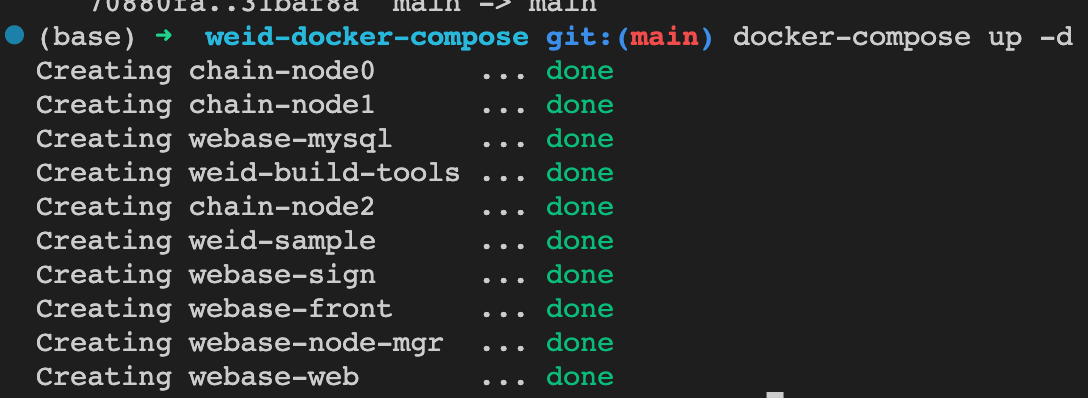 70880fa..31baf8a  main -> main
(base) ➜  weid-docker-compose git:(main) docker-compose up -d
Creating chain-node0      ... done
Creating chain-node1      ... done
Creating webase-mysql     ... done
Creating weid-build-tools ... done
Creating chain-node2      ... done
Creating weid-sample      ... done
Creating webase-sign      ... done
Creating webase-front     ... done
Creating webase-node-mgr  ... done
Creating webase-web       ... done